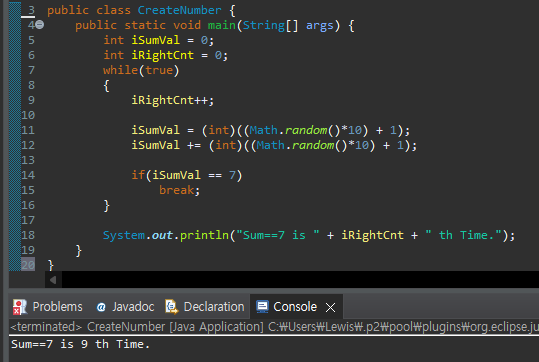 3 public class CreateNumber {
4 public static void main(String[] args) {
5 int iSumVal = 0;
6 int iRightCnt = 0;
7 while(true)
8 {
9 iRightCnt++;
10
11 iSumVal = (int)((Math.random()*10) + 1);
12 iSumVal += (int)((Math.random()*10) + 1);
13
14 if(iSumVal == 7)
15 break;
16 }
17
18 System.out.println("Sum==7 is " + iRightCnt + " th Time.");
19 }
20 }
Problems @ Javadoc Declaration Console
<terminated> CreateNumber [Java Application] C:₩Users₩Lewis₩.p2₩pool₩plugins₩org.eclipse.ju
Sum==7 is 9 th Time.